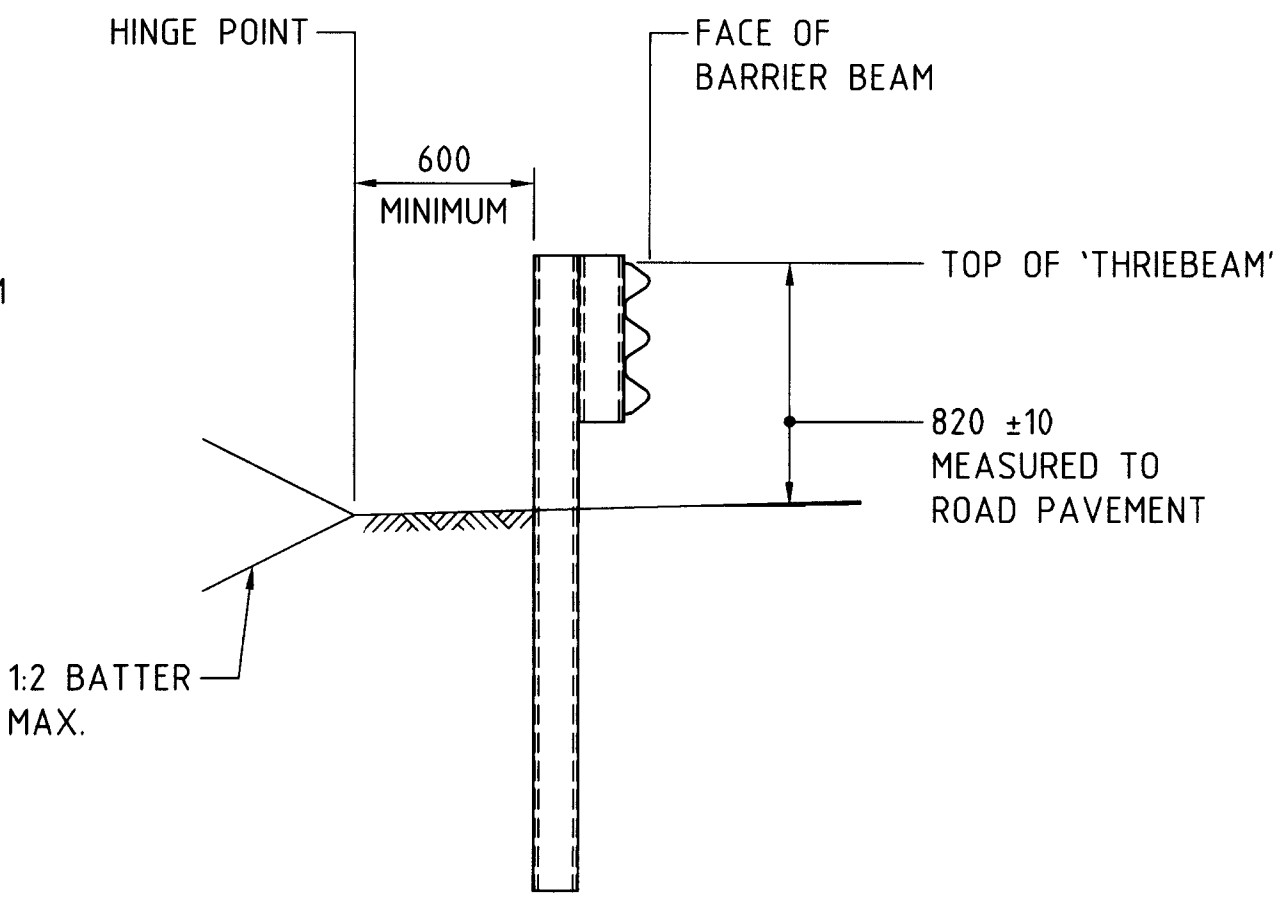 HINGE POINT
FACE OF
BARRIER BEAM
600
MINIMUM
TOP OF 'THRIEBEAM'
820 ±10
MEASURED TO
ROAD PAVEMENT
1:2 BATTER
MAX.